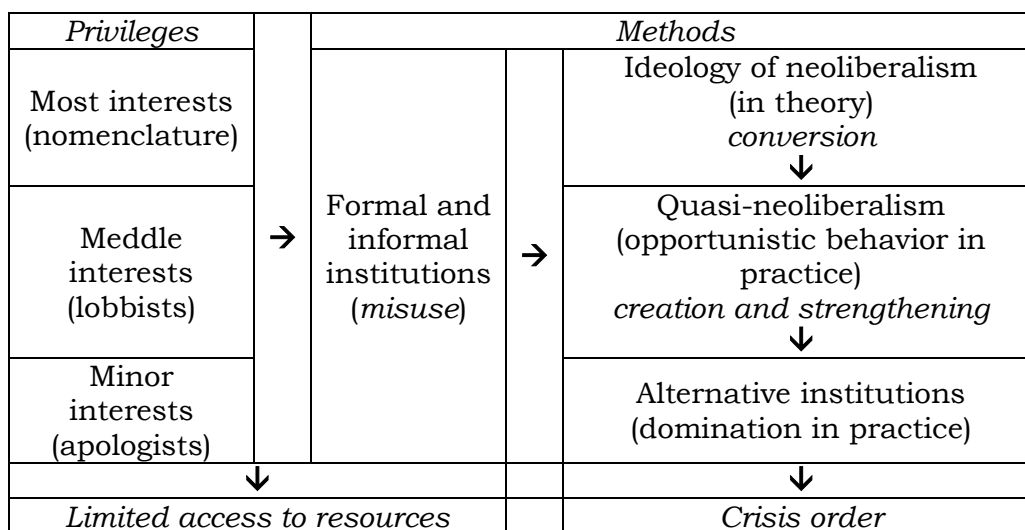 Privileges
Methods
Most interests
(nomenclature)
Meddle
interests
(lobbists)
Minor
interests
(apologists)
→
Formal and
informal
institutions
(misuse)
→
Ideology of neoliberalism
(in theory)
conversion
↓
Quasi-neoliberalism
(opportunistic behavior in
practice)
creation and strengthening
↓
Alternative institutions
(domination in practice)
↓
↓
Limited access to resources
Crisis order